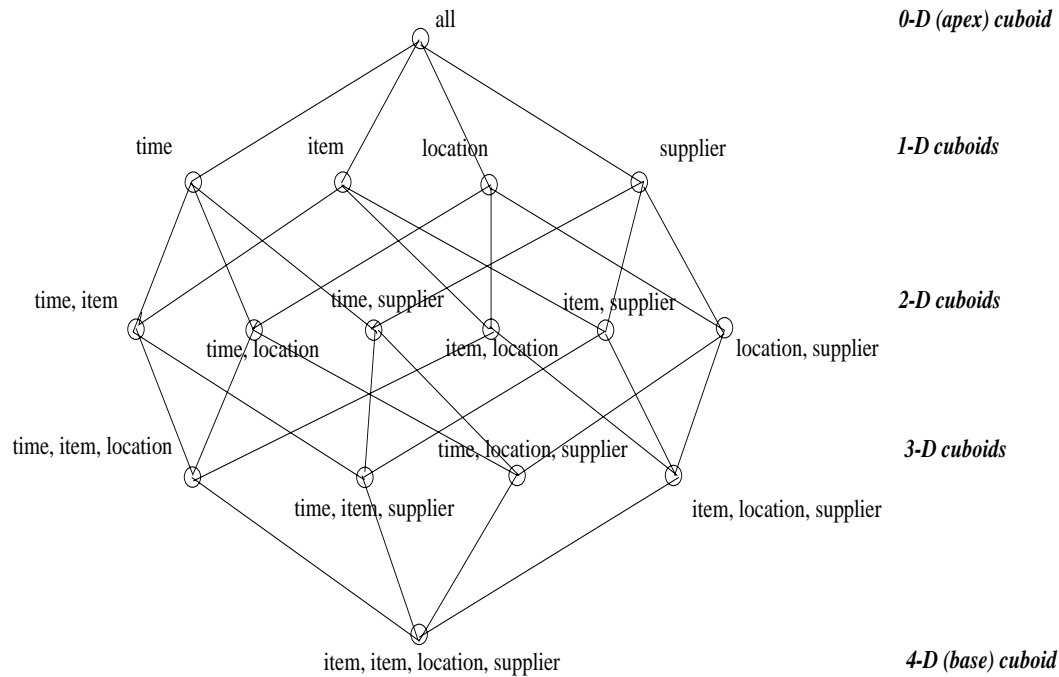 all
0-D (apex) cuboid
time
item
location
supplier
1-D cuboids
time, item
time, supplier
item, supplier
2-D cuboids
time, location
item, location
location, supplier
time, item, location
time, location, supplier
3-D cuboids
time, item, supplier
item, location, supplier
item, item, location, supplier
4-D (base) cuboid